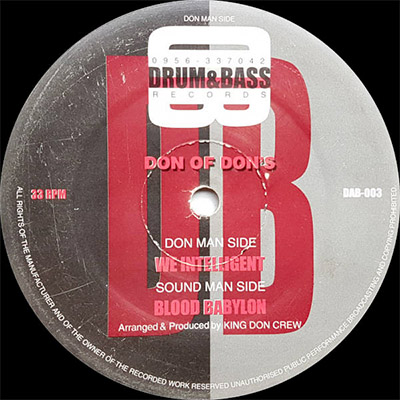 DON MAN SIDE
0956-337042
DRUM&BASS
RECORDS
DB
DON OF DON'S
33 RPM
DAB-003
DON MAN SIDE
WE INTELLIGENT
SOUND MAN SIDE
BLOOD BABYLON
Arranged & Produced by KING DON CREW
ALL RIGHTS OF THE MANUFACTURER AND OF THE OWNER OF THE RECORDED WORK RESERVED UNAUTHORISED PUBLIC PERFORMANCE BROADCASTING AND COPYING PROHIBITED.